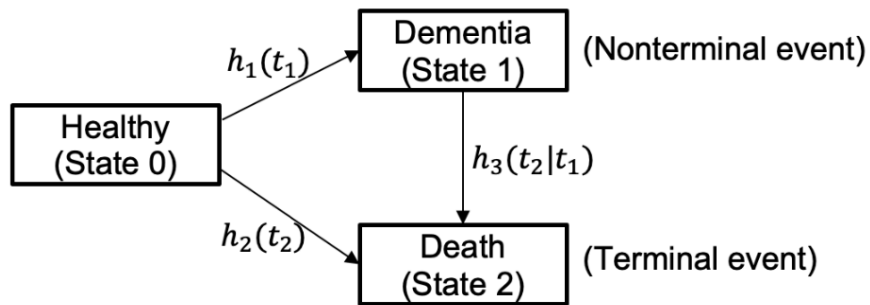 Dementia
(State 1)
(Nonterminal event)
h₁(t₁)
Healthy
(State 0)
h₃(t₂|t₁)
h₂(t₂)
Death
(State 2)
(Terminal event)